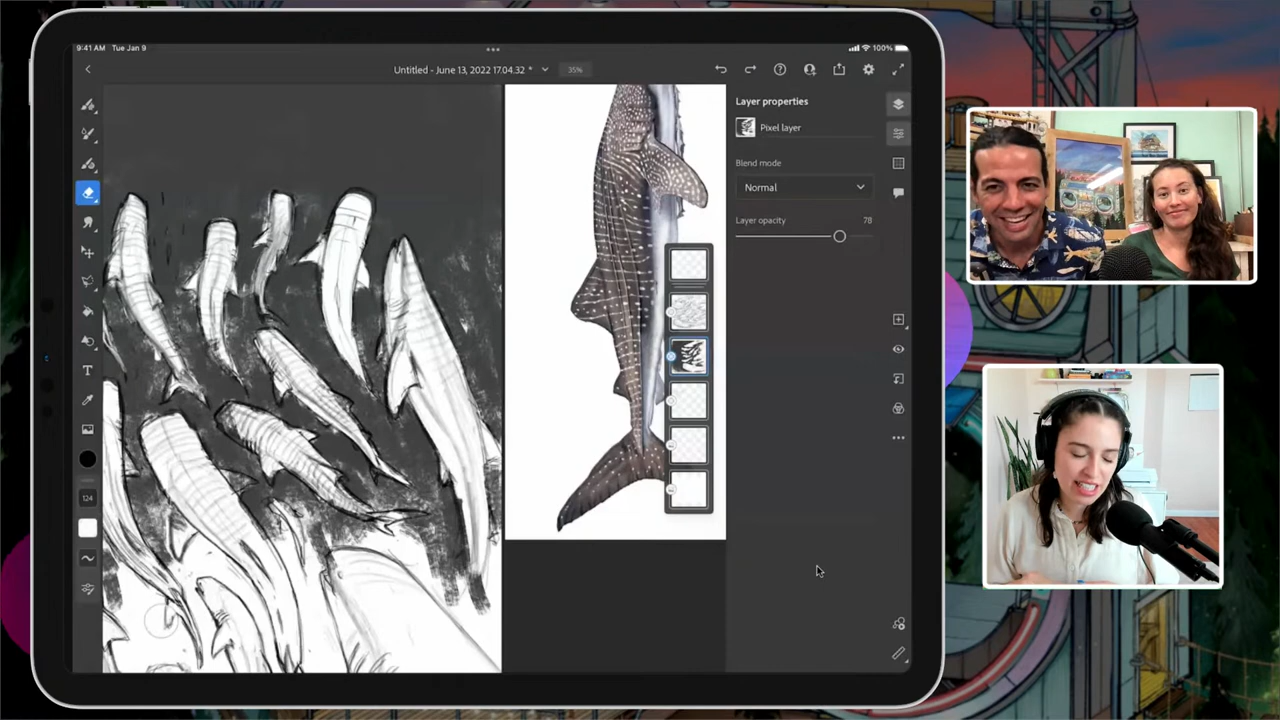 9:41 AM Tue Jan 9
100%
Untitled - June 13, 2022 17.04.32 *
35%
Layer properties
Pixel layer
Blend mode
Normal
Layer opacity 78
T
124